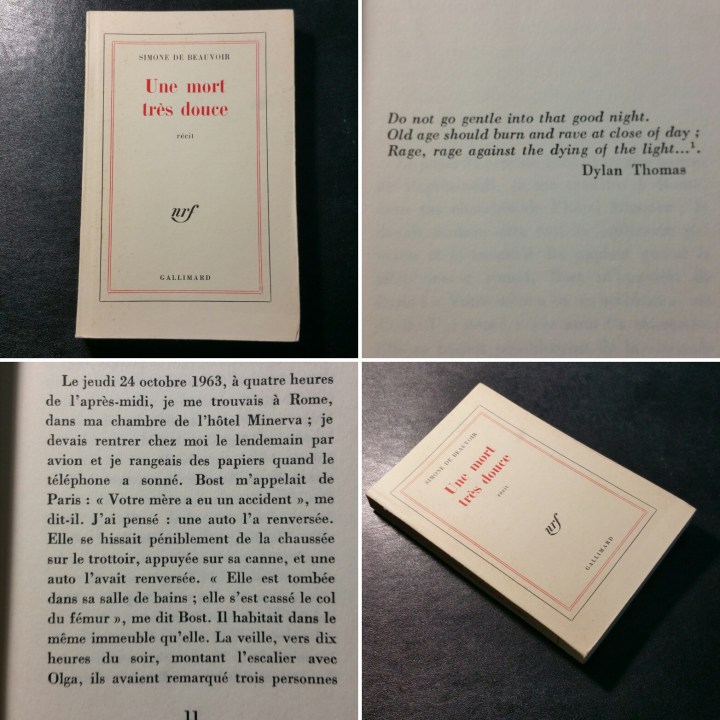 SIMONE DE BEAUVOIR
Une mort
très douce
récit
nrf
GALLIMARD
Do not go gentle into that good night.
Old age should burn and rave at close of day ;
Rage, rage against the dying of the light...¹.
Dylan Thomas
Le jeudi 24 octobre 1963, à quatre heures
de l'après-midi, je me trouvais à Rome,
dans ma chambre de l'hôtel Minerva ; je
devais rentrer chez moi le lendemain par
avion et je rangeais des papiers quand le
téléphone a sonné. Bost m'appelait de
Paris : « Votre mère a eu un accident », me
dit-il. J'ai pensé : une auto l'a renversée.
Elle se hissait péniblement de la chaussée
sur le trottoir, appuyée sur sa canne, et une
auto l'avait renversée. « Elle est tombée
dans sa salle de bains ; elle s'est cassé le col
du fémur », me dit Bost. Il habitait dans le
même immeuble qu'elle. La veille, vers dix
heures du soir, montant l'escalier avec
Olga, ils avaient remarqué trois personnes
11
SIMONE DE BEAUVOIR
Une mort
très douce
récit
nrf
GALLIMARD